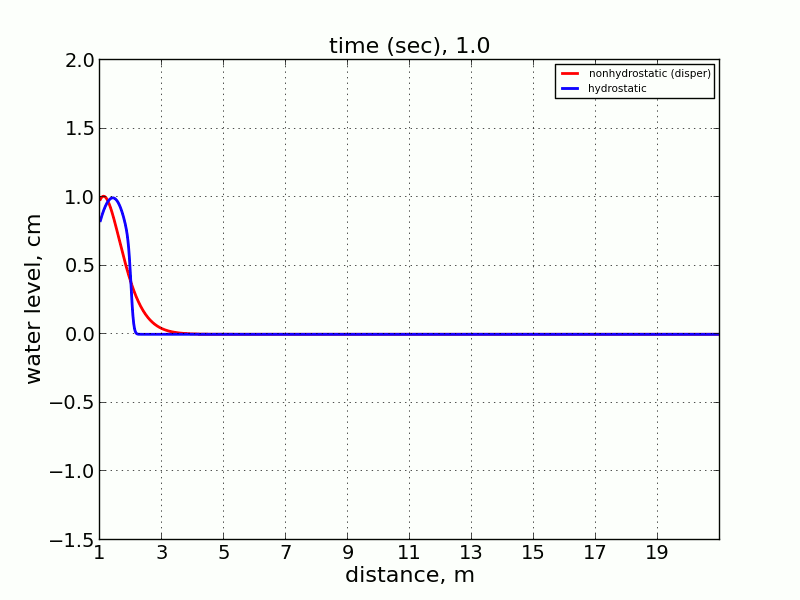 time (sec), 1.0
nonhydrostatic (disper)
hydrostatic
2.0
1.5
1.0
0.5
0.0
−0.5
−1.0
−1.5
water level, cm
1 3 5 7 9 11 13 15 17 19
distance, m